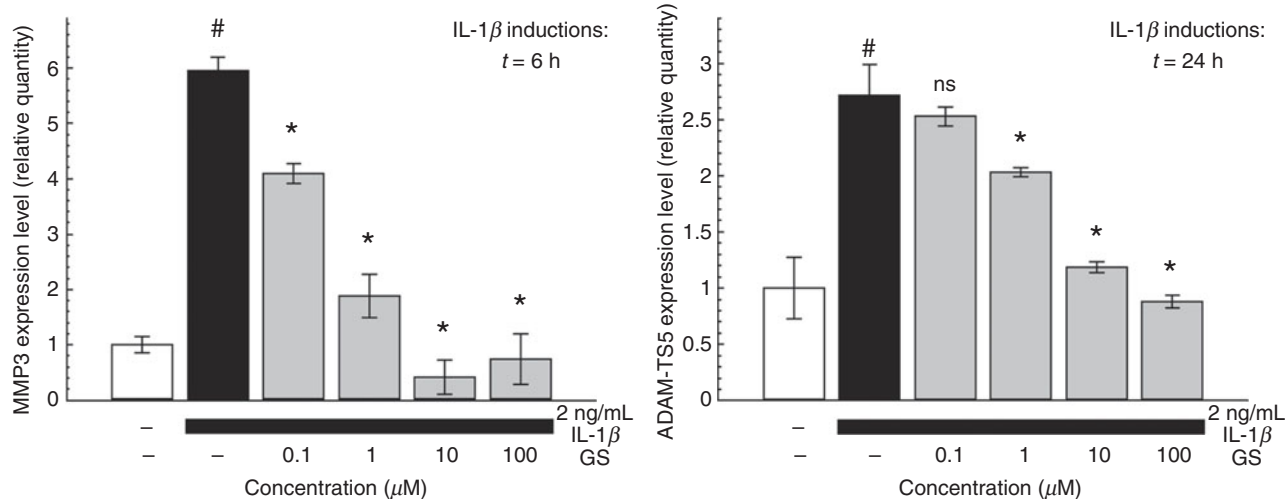 MMP3 expression level (relative quantity)
IL-1β inductions:
t = 6 h
6
5
4
3
2
1
0
#
*
*
*
*
–
2 ng/mL
IL-1β
– – 0.1 1 10 100 GS
Concentration (μM)
ADAM-TS5 expression level (relative quantity)
IL-1β inductions:
t = 24 h
3
2.5
2
1.5
1
0.5
0
#
ns
*
*
*
–
2 ng/mL
IL-1β
– – 0.1 1 10 100 GS
Concentration (μM)